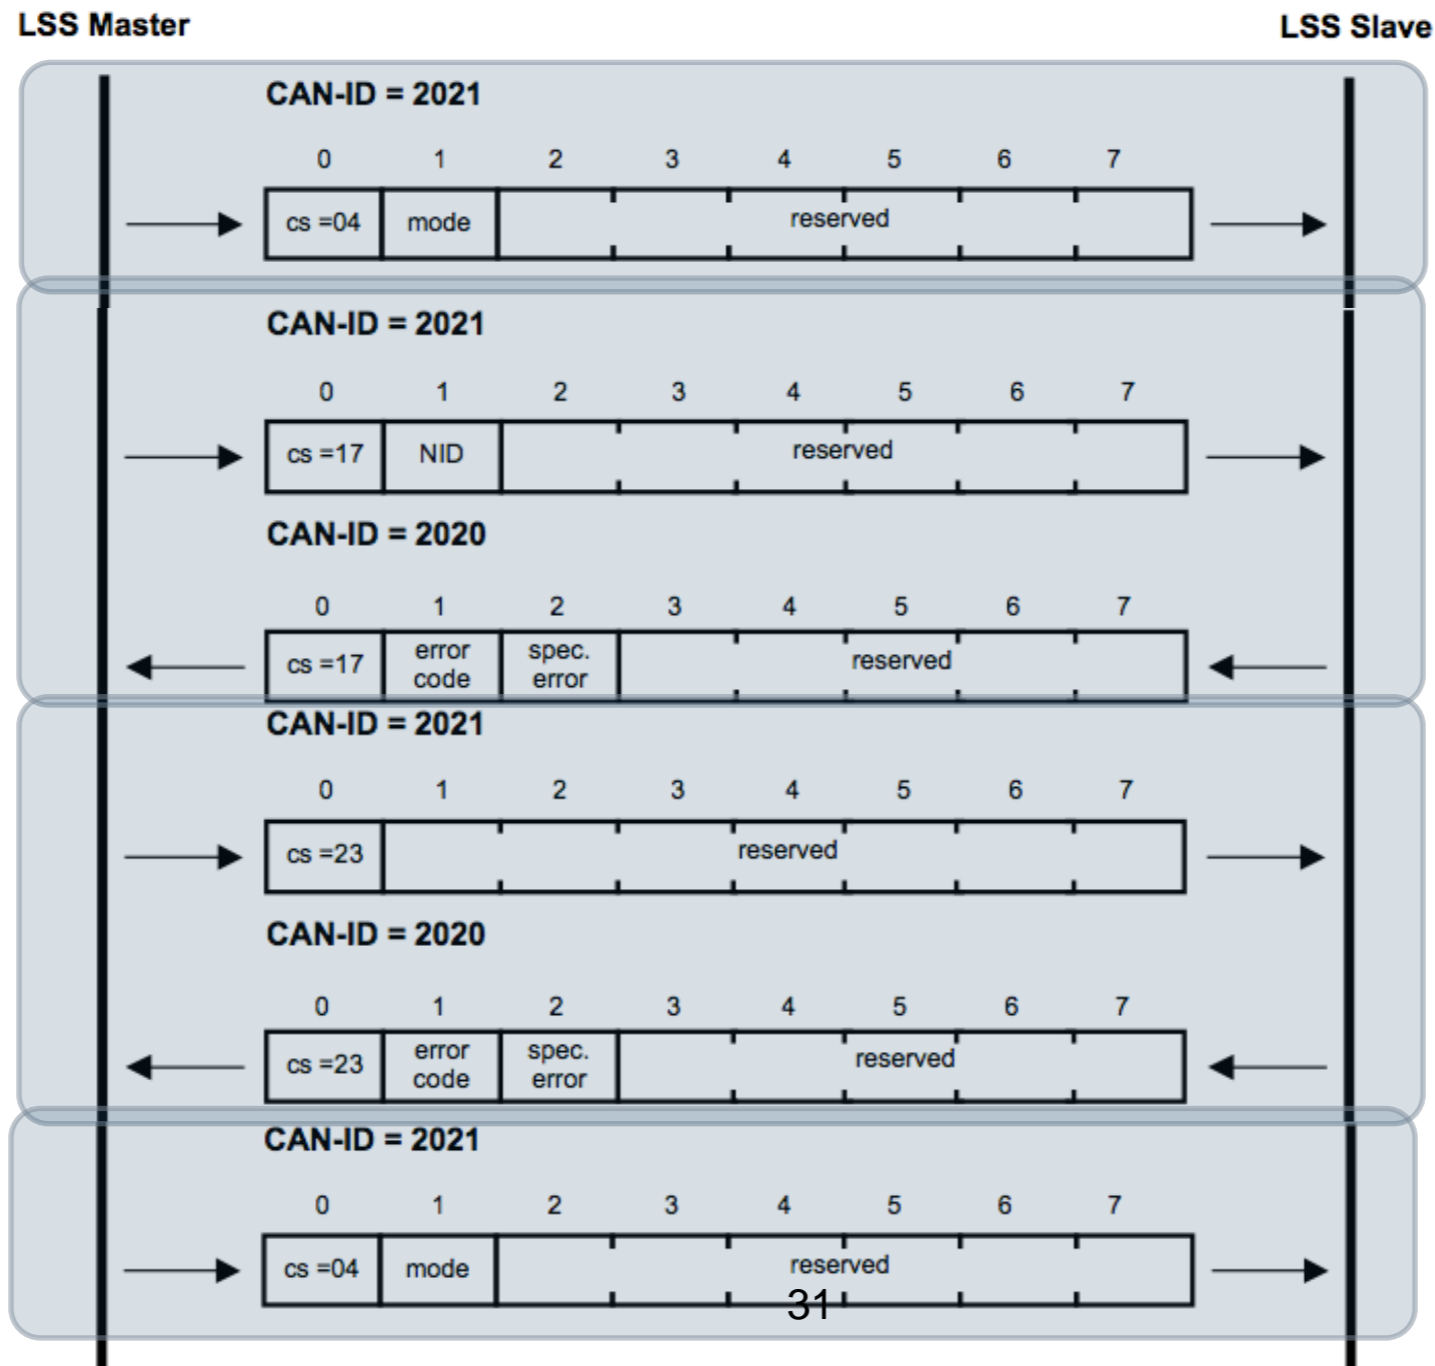 LSS Master LSS Slave
CAN-ID = 2021
0 1 2 3 4 5 6 7
cs =04 mode reserved
CAN-ID = 2021
0 1 2 3 4 5 6 7
cs =17 NID reserved
CAN-ID = 2020
0 1 2 3 4 5 6 7
cs =17 error code spec. error reserved
CAN-ID = 2021
0 1 2 3 4 5 6 7
cs =23 reserved
CAN-ID = 2020
0 1 2 3 4 5 6 7
cs =23 error code spec. error reserved
CAN-ID = 2021
0 1 2 3 4 5 6 7
cs =04 mode reserved
31